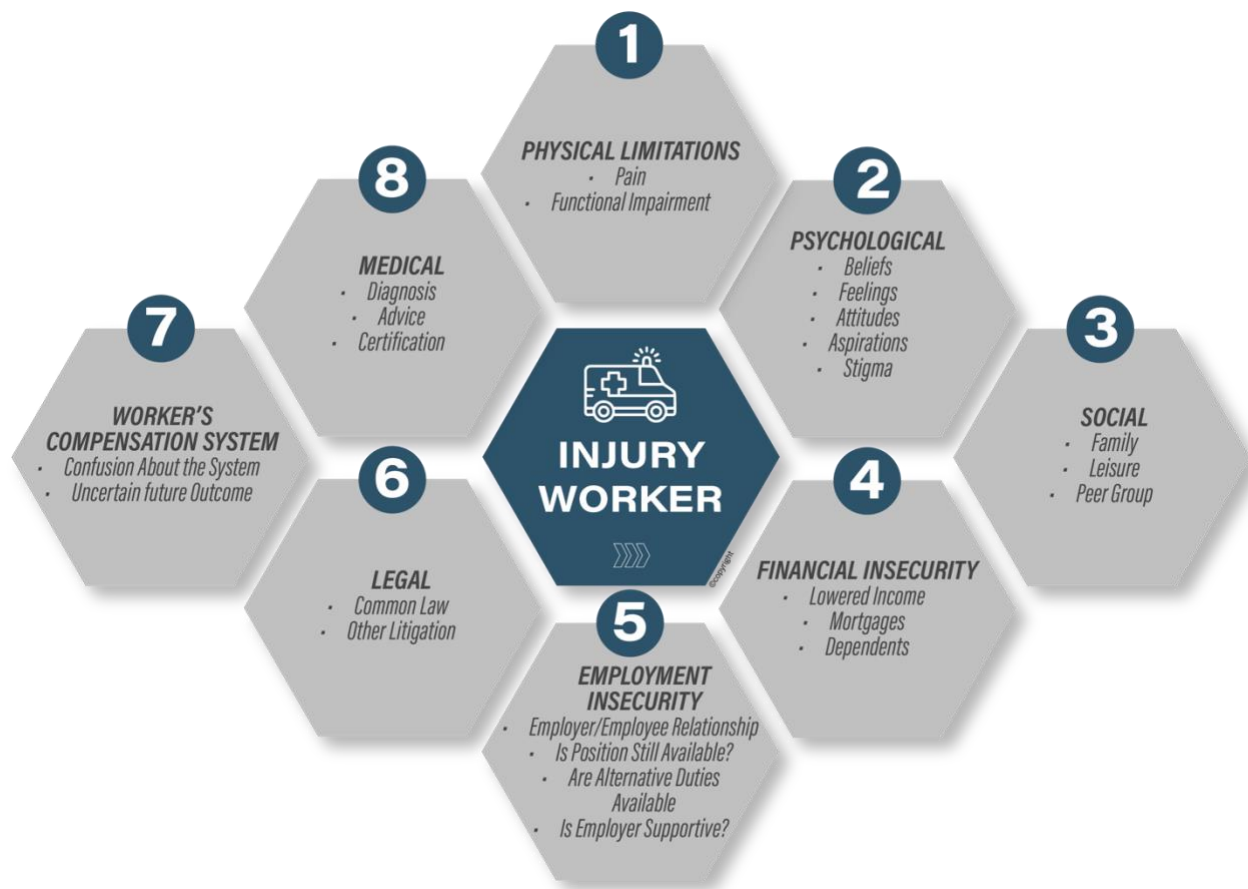 1
PHYSICAL LIMITATIONS
• Pain
• Functional Impairment
2
PSYCHOLOGICAL
• Beliefs
• Feelings
• Attitudes
• Aspirations
• Stigma
3
SOCIAL
• Family
• Leisure
• Peer Group
4
FINANCIAL INSECURITY
• Lowered Income
• Mortgages
• Dependents
5
EMPLOYMENT
INSECURITY
• Employer/Employee Relationship
• Is Position Still Available?
• Are Alternative Duties
Available
• Is Employer Supportive?
6
LEGAL
• Common Law
• Other Litigation
7
WORKER'S
COMPENSATION SYSTEM
• Confusion About the System
• Uncertain future Outcome
8
MEDICAL
• Diagnosis
• Advice
• Certification
INJURY
WORKER
©copyright